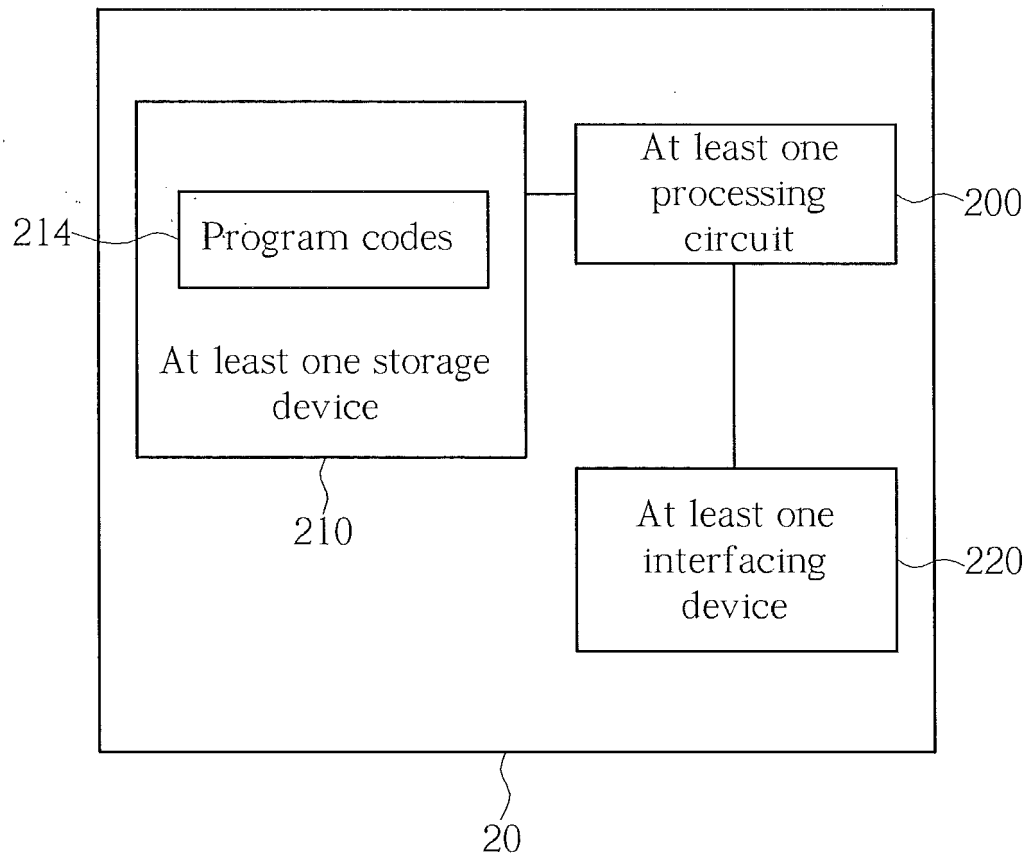 At least one
processing
circuit
200
214
Program codes
At least one storage
device
210
At least one
interfacing
device
220
20